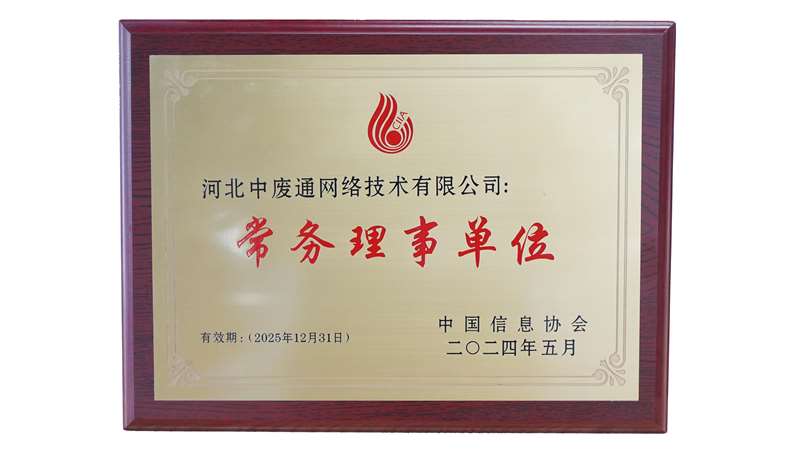 CIIA
河北中废通网络技术有限公司:
常务理事单位
中国信息协会
有效期:(2025年12月31日)
二〇二四年五月